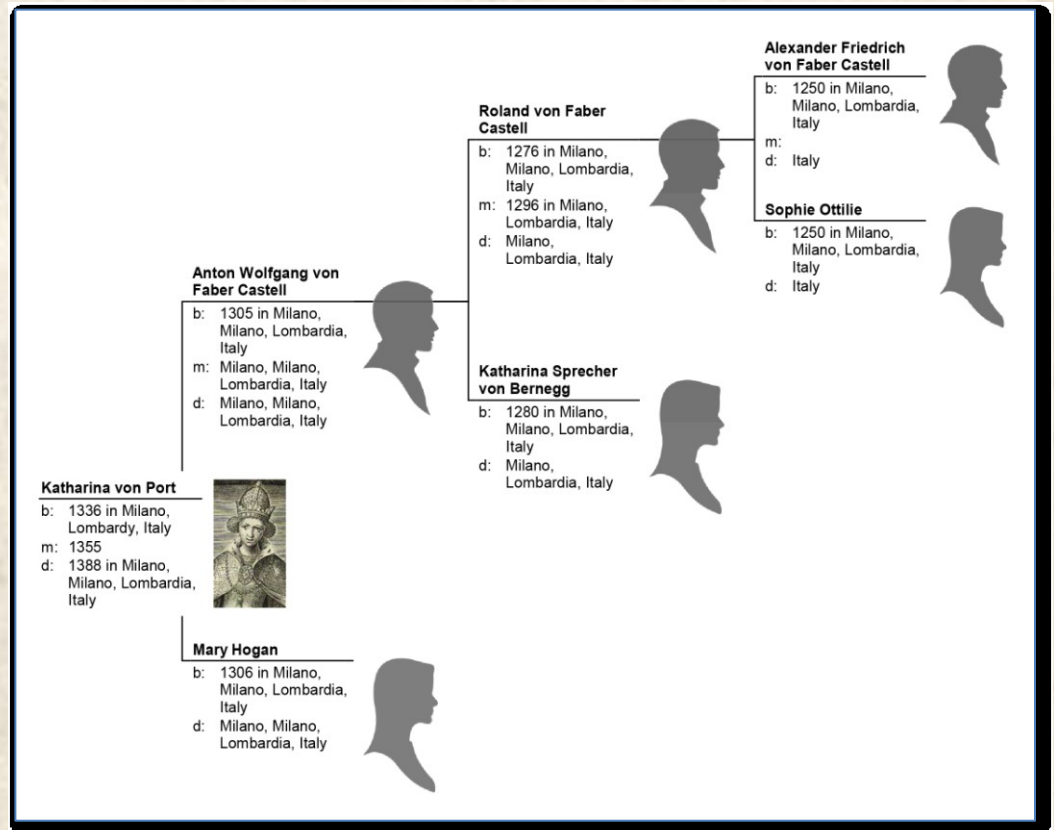 Alexander Friedrich
von Faber Castell
b: 1250 in Milano,
Milano, Lombardia,
Italy
m:
d: Italy
Roland von Faber
Castell
b: 1276 in Milano,
Milano, Lombardia,
Italy
m: 1296 in Milano,
Lombardia, Italy
d: Milano,
Lombardia, Italy
Sophie Ottilie
b: 1250 in Milano,
Milano, Lombardia,
Italy
d: Italy
Anton Wolfgang von
Faber Castell
b: 1305 in Milano,
Milano, Lombardia,
Italy
m: Milano, Milano,
Lombardia, Italy
d: Milano, Milano,
Lombardia, Italy
Katharina Sprecher
von Bernegg
b: 1280 in Milano,
Milano, Lombardia,
Italy
d: Milano,
Lombardia, Italy
Katharina von Port
b: 1336 in Milano,
Lombardy, Italy
m: 1355
d: 1388 in Milano,
Milano, Lombardia,
Italy
Mary Hogan
b: 1306 in Milano,
Milano, Lombardia,
Italy
d: Milano, Milano,
Lombardia, Italy